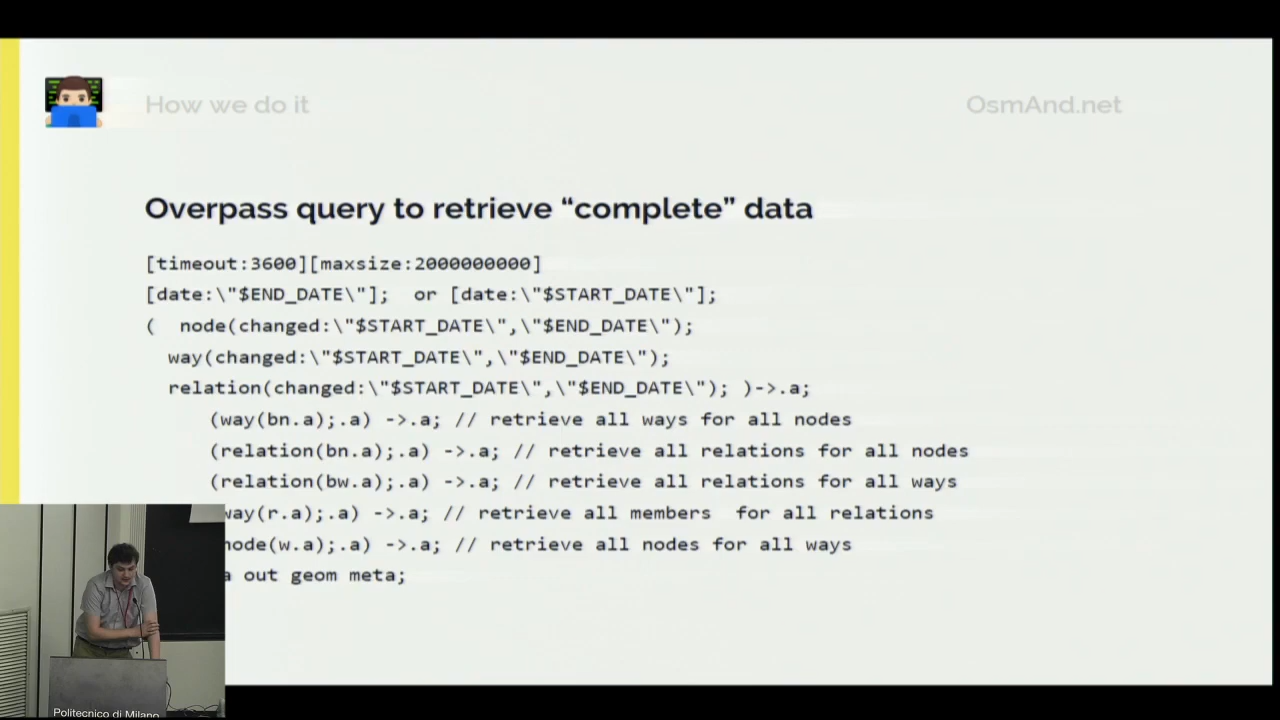 How we do it
OsmAnd.net
Overpass query to retrieve “complete” data
[timeout:3600][maxsize:2000000000]
[date:\"$END_DATE\"]; or [date:\"$START_DATE\"];
( node(changed:\"$START_DATE\",\"$END_DATE\");
way(changed:\"$START_DATE\",\"$END_DATE\");
relation(changed:\"$START_DATE\",\"$END_DATE\"); )->.a;
(way(bn.a);.a) ->.a; // retrieve all ways for all nodes
(relation(bn.a);.a) ->.a; // retrieve all relations for all nodes
(relation(bw.a);.a) ->.a; // retrieve all relations for all ways
way(r.a);.a) ->.a; // retrieve all members for all relations
node(w.a);.a) ->.a; // retrieve all nodes for all ways
a out geom meta;
Politecnico di Milano